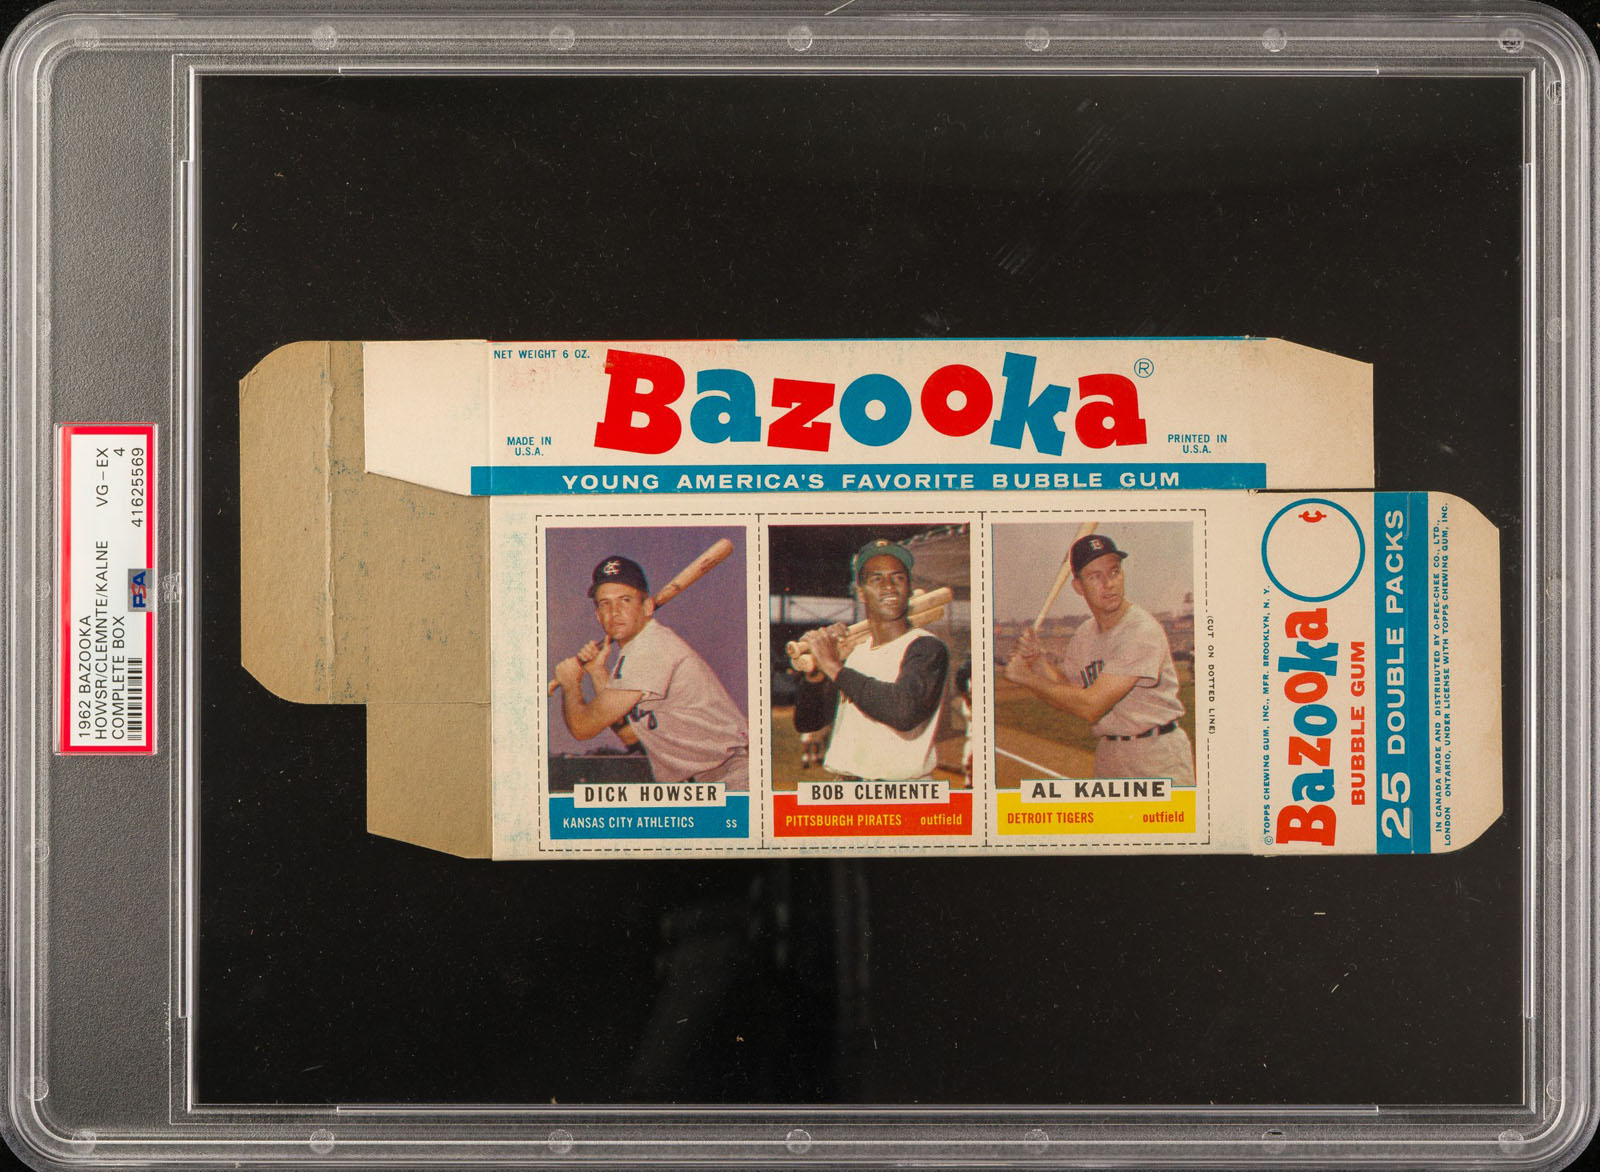 1962 BAZOOKA
HOWSR/CLEMNTE/KALNE VG - EX
COMPLETE BOX 4
PSA 41625569
NET WEIGHT 6 OZ.
Bazooka®
MADE IN
U.S.A.
PRINTED IN
U.S.A.
YOUNG AMERICA'S FAVORITE BUBBLE GUM
DICK HOWSER
KANSAS CITY ATHLETICS ss
BOB CLEMENTE
PITTSBURGH PIRATES outfield
AL KALINE
DETROIT TIGERS outfield
(CUT ON DOTTED LINE)
© TOPPS CHEWING GUM, INC., MFR. BROOKLYN, N. Y.
Bazooka ¢
BUBBLE GUM
25 DOUBLE PACKS
IN CANADA MADE AND DISTRIBUTED BY O-PEE-CHEE CO., LTD.,
LONDON ONTARIO, UNDER LICENSE WITH TOPPS CHEWING GUM, INC.